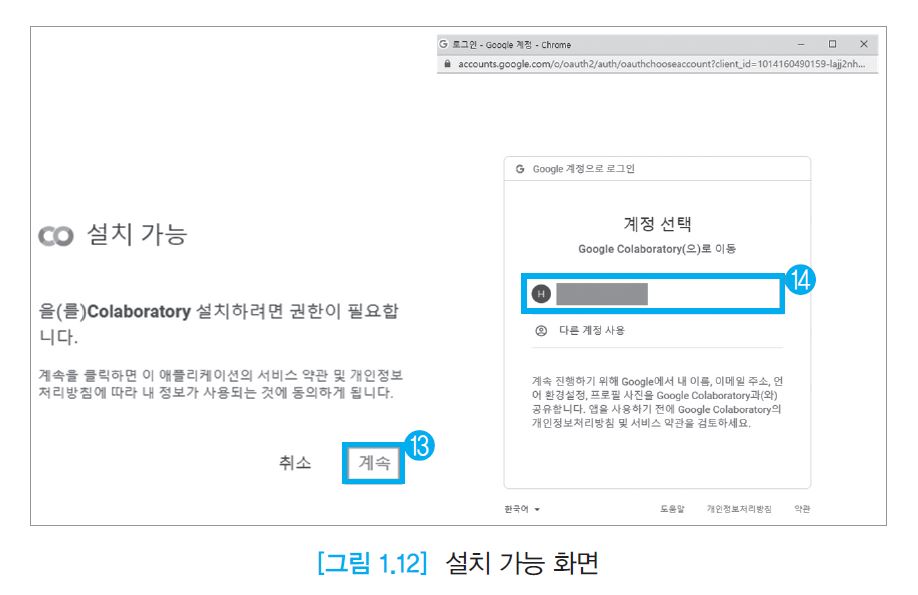 로그인 - Google 계정 - Chrome
accounts.google.com/o/oauth2/auth/oauthchooseaccount?client_id=1014160490159-lajj2nh...
G Google 계정으로 로그인
계정 선택
Google Colaboratory(으)로 이동
H
14
다른 계정 사용
계속 진행하기 위해 Google에서 내 이름, 이메일 주소, 언
어 환경설정, 프로필 사진을 Google Colaboratory과(와)
공유합니다. 앱을 사용하기 전에 Google Colaboratory의
개인정보처리방침 및 서비스 약관을 검토하세요.
한국어 도움말 개인정보처리방침 약관
CO 설치 가능
을(를)Colaboratory 설치하려면 권한이 필요합
니다.
계속을 클릭하면 이 애플리케이션의 서비스 약관 및 개인정보
처리방침에 따라 내 정보가 사용되는 것에 동의하게 됩니다.
취소 계속
13
[그림 1.12] 설치 가능 화면